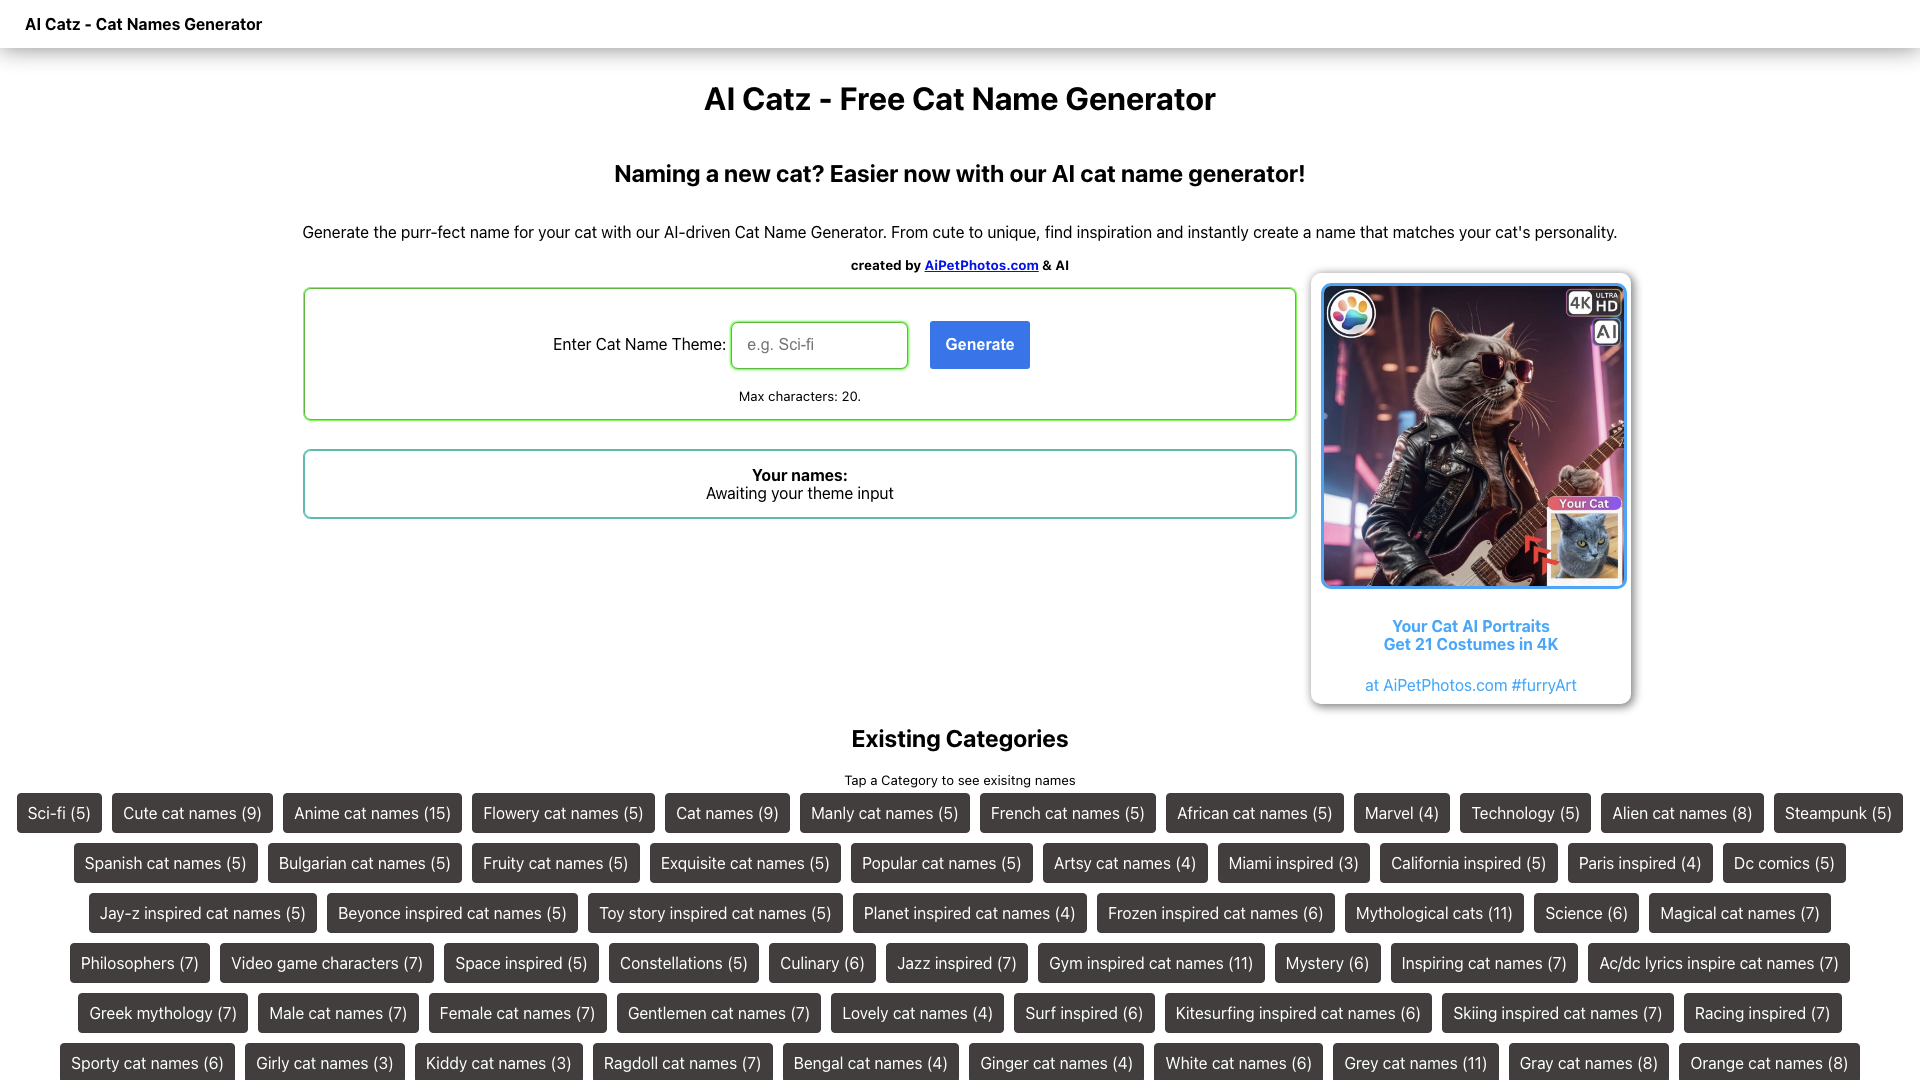 AI Catz - Cat Names Generator
AI Catz - Free Cat Name Generator
Naming a new cat? Easier now with our AI cat name generator!
Generate the purr-fect name for your cat with our AI-driven Cat Name Generator. From cute to unique, find inspiration and instantly create a name that matches your cat's personality.
created by AiPetPhotos.com & AI
Enter Cat Name Theme: e.g. Sci-fi Generate
Max characters: 20.
Your names:
Awaiting your theme input
4K ULTRA HD
AI
Your Cat
Your Cat AI Portraits
Get 21 Costumes in 4K
at AiPetPhotos.com #furryArt
Existing Categories
Tap a Category to see exisitng names
Sci-fi (5) Cute cat names (9) Anime cat names (15) Flowery cat names (5) Cat names (9) Manly cat names (5) French cat names (5) African cat names (5) Marvel (4) Technology (5) Alien cat names (8) Steampunk (5)
Spanish cat names (5) Bulgarian cat names (5) Fruity cat names (5) Exquisite cat names (5) Popular cat names (5) Artsy cat names (4) Miami inspired (3) California inspired (5) Paris inspired (4) Dc comics (5)
Jay-z inspired cat names (5) Beyonce inspired cat names (5) Toy story inspired cat names (5) Planet inspired cat names (4) Frozen inspired cat names (6) Mythological cats (11) Science (6) Magical cat names (7)
Philosophers (7) Video game characters (7) Space inspired (5) Constellations (5) Culinary (6) Jazz inspired (7) Gym inspired cat names (11) Mystery (6) Inspiring cat names (7) Ac/dc lyrics inspire cat names (7)
Greek mythology (7) Male cat names (7) Female cat names (7) Gentlemen cat names (7) Lovely cat names (4) Surf inspired (6) Kitesurfing inspired cat names (6) Skiing inspired cat names (7) Racing inspired (7)
Sporty cat names (6) Girly cat names (3) Kiddy cat names (3) Ragdoll cat names (7) Bengal cat names (4) Ginger cat names (4) White cat names (6) Grey cat names (11) Gray cat names (8) Orange cat names (8)